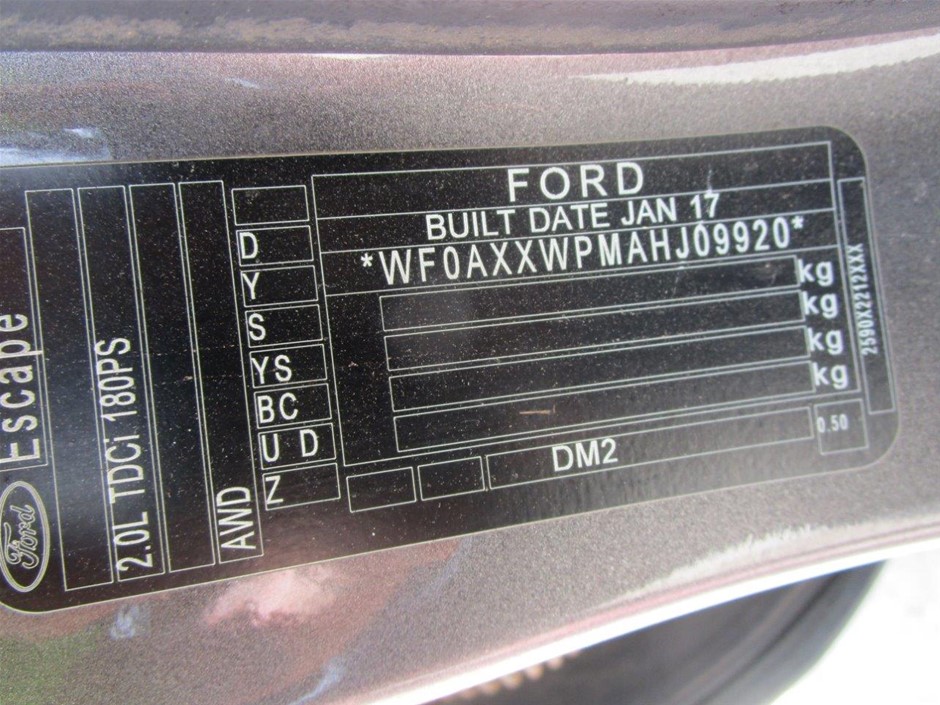 FORD
BUILT DATE JAN 17
*WF0AXXWPMAHJ09920*
kg
kg
kg
kg
2590X2212XXX
0.50
DM2
D
Y
S
YS
BC
U D
Z
AWD
2.0L TDCi 180PS
Escape
Ford